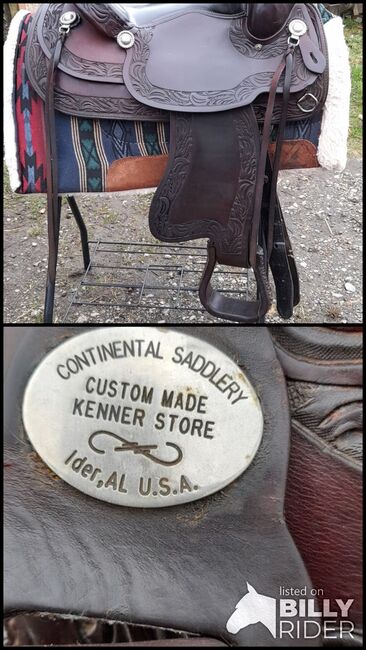 CONTINENTAL SADDLERY
CUSTOM MADE
KENNER STORE
Ider, AL U.S.A.
listed on
BILLY
RIDER